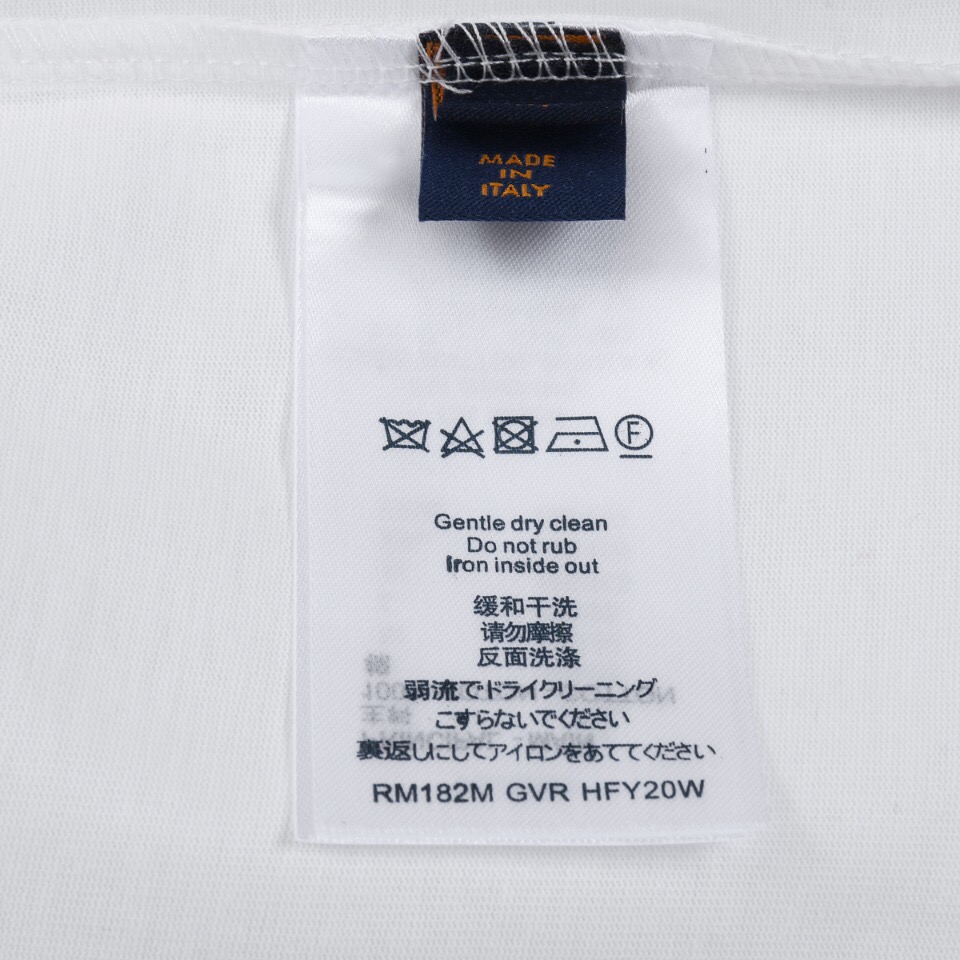 MADE
IN
ITALY
F
Gentle dry clean
Do not rub
Iron inside out
缓和干洗
请勿摩擦
反面洗涤
弱流でドライクリーニング
こすらないでください
裏返しにしてアイロンをあててください
RM182M GVR HFY20W